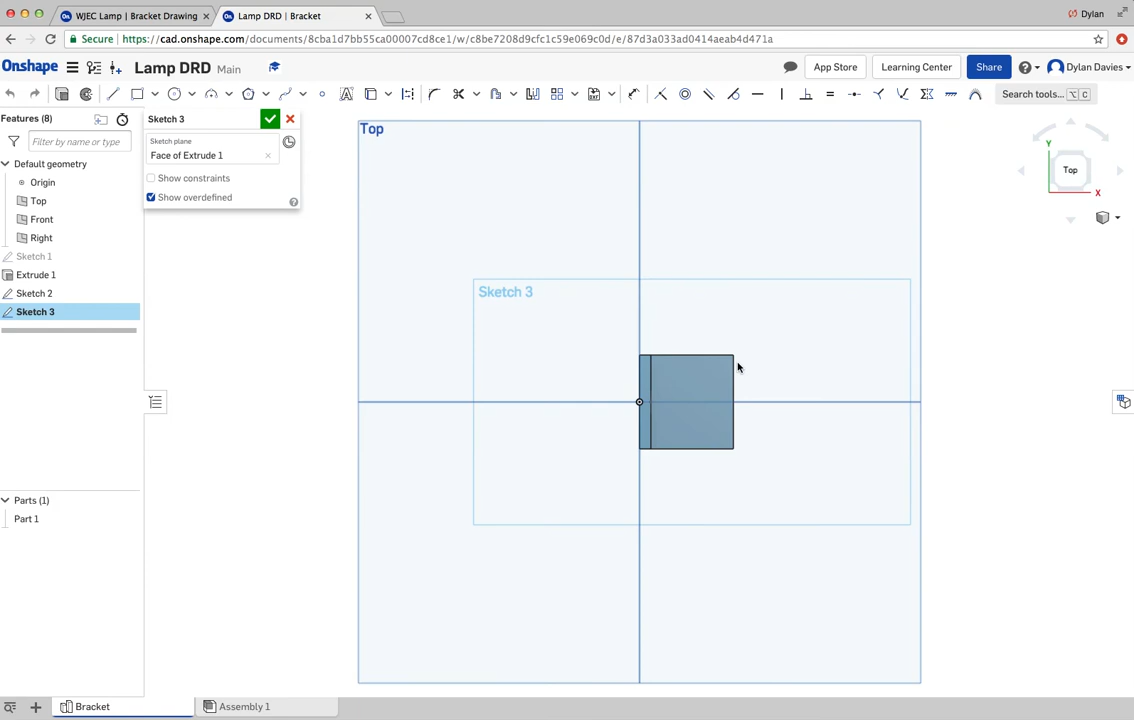 WJEC Lamp | Bracket Drawing ×
Lamp DRD | Bracket ×
Dylan
Secure | https://cad.onshape.com/documents/8cba1d7bb55ca00007cd8ce1/w/c8be7208d9cfc1c59e069c0d/e/87d3a033ad0414aeab4d471a
Onshape
Lamp DRD Main
App Store
Learning Center
Share
Dylan Davies
Search tools... ⌥ C
Features (8)
Filter by name or type
Default geometry
Origin
Top
Front
Right
Sketch 1
Extrude 1
Sketch 2
Sketch 3
Parts (1)
Part 1
Sketch 3
Sketch plane
Face of Extrude 1
Show constraints
Show overdefined
Top
Sketch 3
Y
Top
X
Bracket
Assembly 1